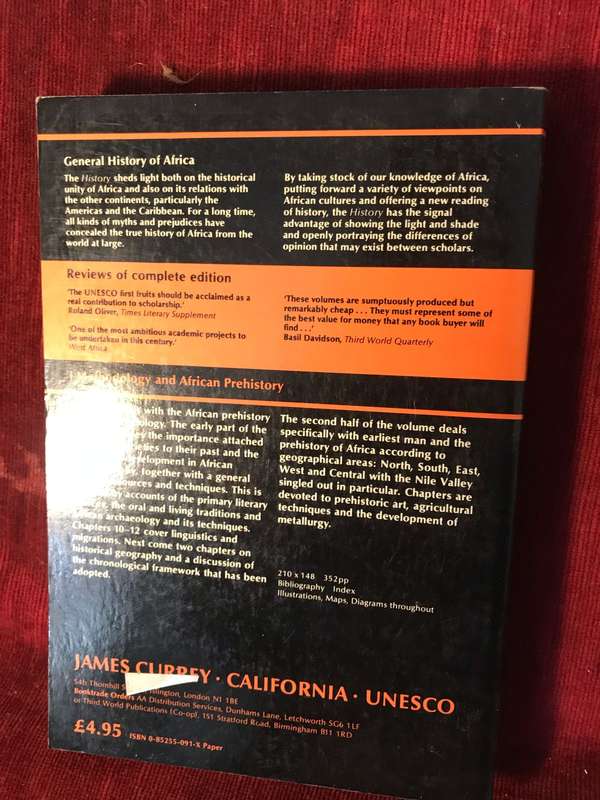 General History of Africa
The History sheds light both on the historical
unity of Africa and also on its relations with
the other continents, particularly the
Americas and the Caribbean. For a long time,
all kinds of myths and prejudices have
concealed the true history of Africa from the
world at large.
By taking stock of our knowledge of Africa,
putting forward a variety of viewpoints on
African cultures and offering a new reading
of history, the History has the signal
advantage of showing the light and shade
and openly portraying the differences of
opinion that may exist between scholars.
Reviews of complete edition
'The UNESCO first fruits should be acclaimed as a
real contribution to scholarship.'
Roland Oliver, Times Literary Supplement
'One of the most ambitious academic projects to
be undertaken in this century.'
West Africa
'These volumes are sumptuously produced but
remarkably cheap . . . They must represent some of
the best value for money that any book buyer will
find . . .'
Basil Davidson, Third World Quarterly
and African Prehistory
with the African prehistory
The early part of the
the importance attached
to their past and the
development in African
together with a general
sources and techniques. This is
by accounts of the primary literary
the oral and living traditions and
archaeology and its techniques.
Chapters 10–12 cover linguistics and
migrations. Next come two chapters on
historical geography and a discussion of
the chronological framework that has been
adopted.
The second half of the volume deals
specifically with earliest man and the
prehistory of Africa according to
geographical areas: North, South, East,
West and Central with the Nile Valley
singled out in particular. Chapters are
devoted to prehistoric art, agricultural
techniques and the development of
metallurgy.
210 x 148 352pp
Bibliography Index
Illustrations, Maps, Diagrams throughout
JAMES CURREY · CALIFORNIA · UNESCO
54b Thornhill Islington, London N1 1BE
Booktrade Orders AA Distribution Services, Dunhams Lane, Letchworth SG6 1LF
or Third World Publications (Co-op), 151 Stratford Road, Birmingham B11 1RD
£4.95 ISBN 0-85255-091-X Paper